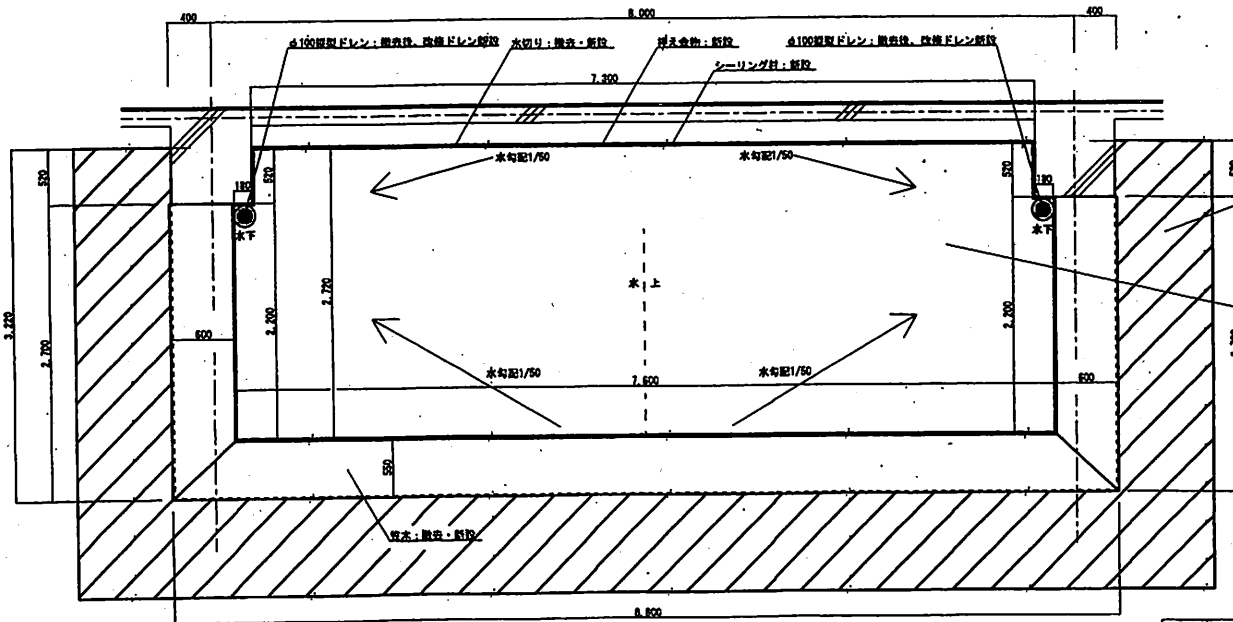 400
8,000
400
φ100縦型ドレン：撤去後、改修ドレン新設
水切り：撤去・新設
押え金物：新設
φ100縦型ドレン：撤去後、改修ドレン新設
シーリング材：新設
7,300
水勾配1/50
水勾配1/50
520
520
520
180
180
水下
水下
水上
3,220
2,700
2,720
2,200
2,200
600
水勾配1/50
7,600
水勾配1/50
600
550
笠木：撤去・新設
8,800